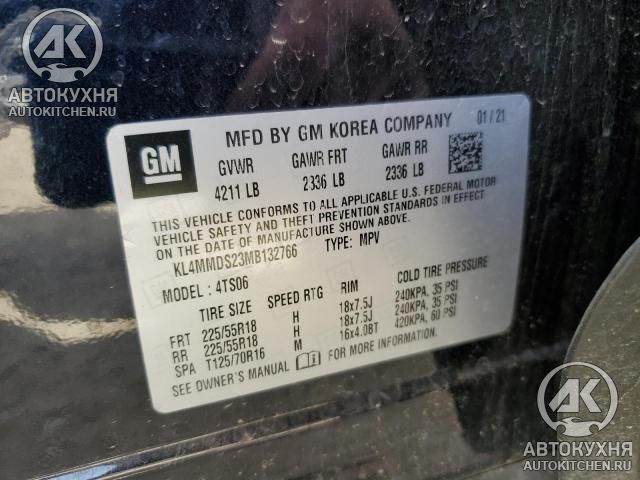 AK
АВТОКУХНЯ
AUTOKITCHEN.RU
GM
MFD BY GM KOREA COMPANY 01/21
GVWR GAWR FRT GAWR RR
4211 LB 2336 LB 2336 LB
THIS VEHICLE CONFORMS TO ALL APPLICABLE U.S. FEDERAL MOTOR
VEHICLE SAFETY AND THEFT PREVENTION STANDARDS IN EFFECT
ON THE DATE OF MANUFACTURE SHOWN ABOVE.
KL4MMDS23MB132766 TYPE: MPV
MODEL: 4TS06
TIRE SIZE SPEED RTG RIM COLD TIRE PRESSURE
FRT 225/55R18 H 18x7.5J 240KPA, 35 PSI
RR 225/55R18 H 18x7.5J 240KPA, 35 PSI
SPA T125/70R16 M 16x4.0BT 420KPA, 60 PSI
SEE OWNER'S MANUAL FOR MORE INFORMATION.
AK
АВТОКУХНЯ
AUTOKITCHEN.RU